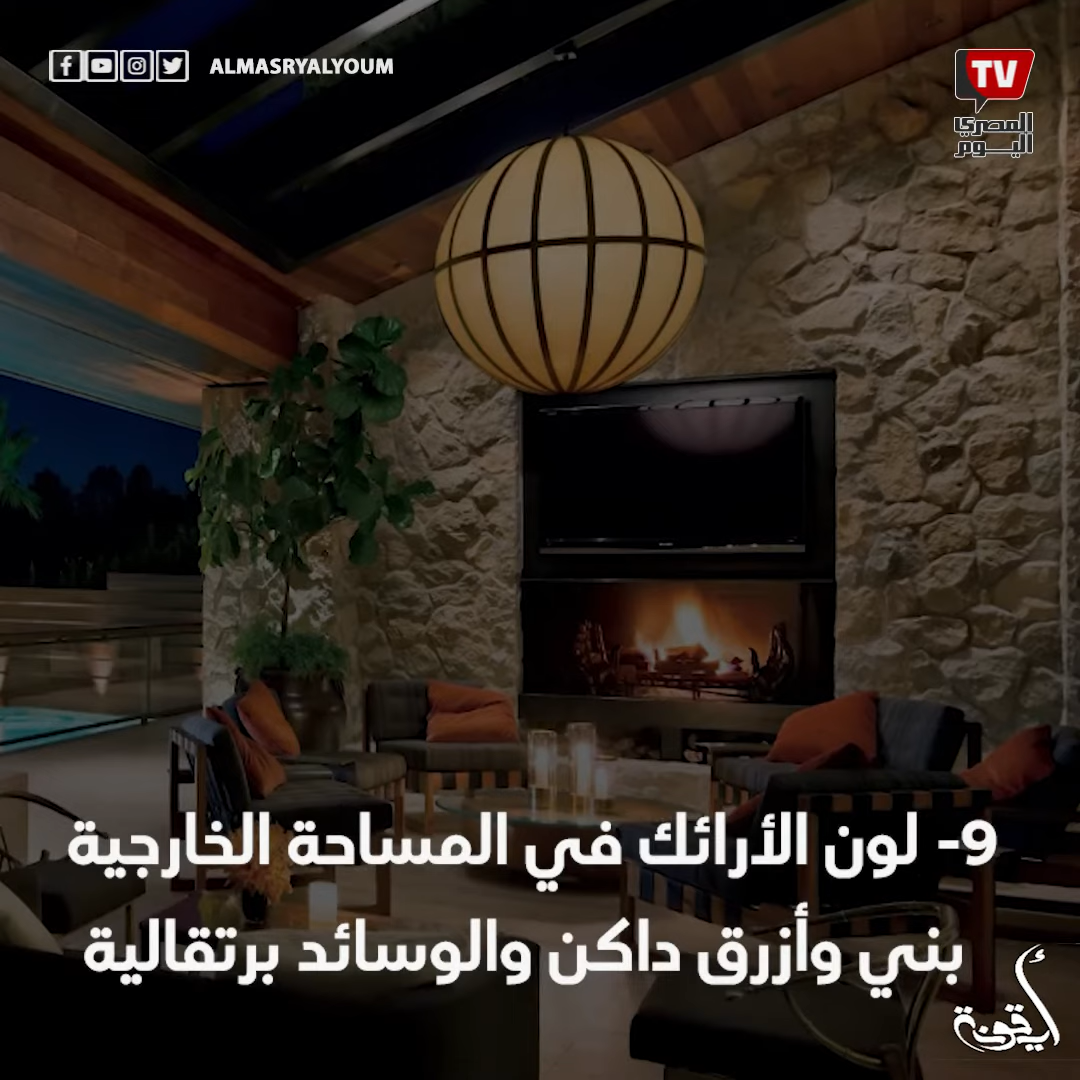 ALMASRYALYOUM
TV
المصري
اليوم
9- لون الأرائك في المساحة الخارجية
بني وأزرق داكن والوسائد برتقالية
أيقونة